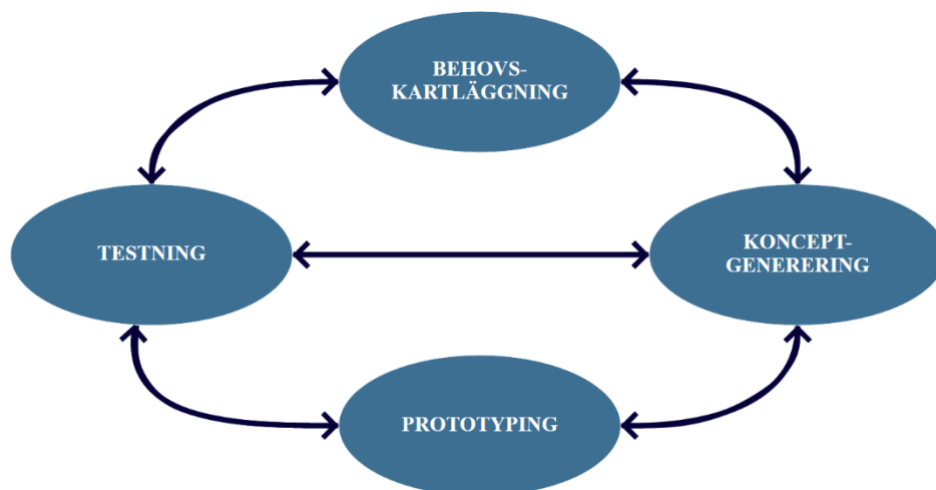 BEHOVS-
KARTLÄGGNING
TESTNING
KONCEPT-
GENERERING
PROTOTYPING